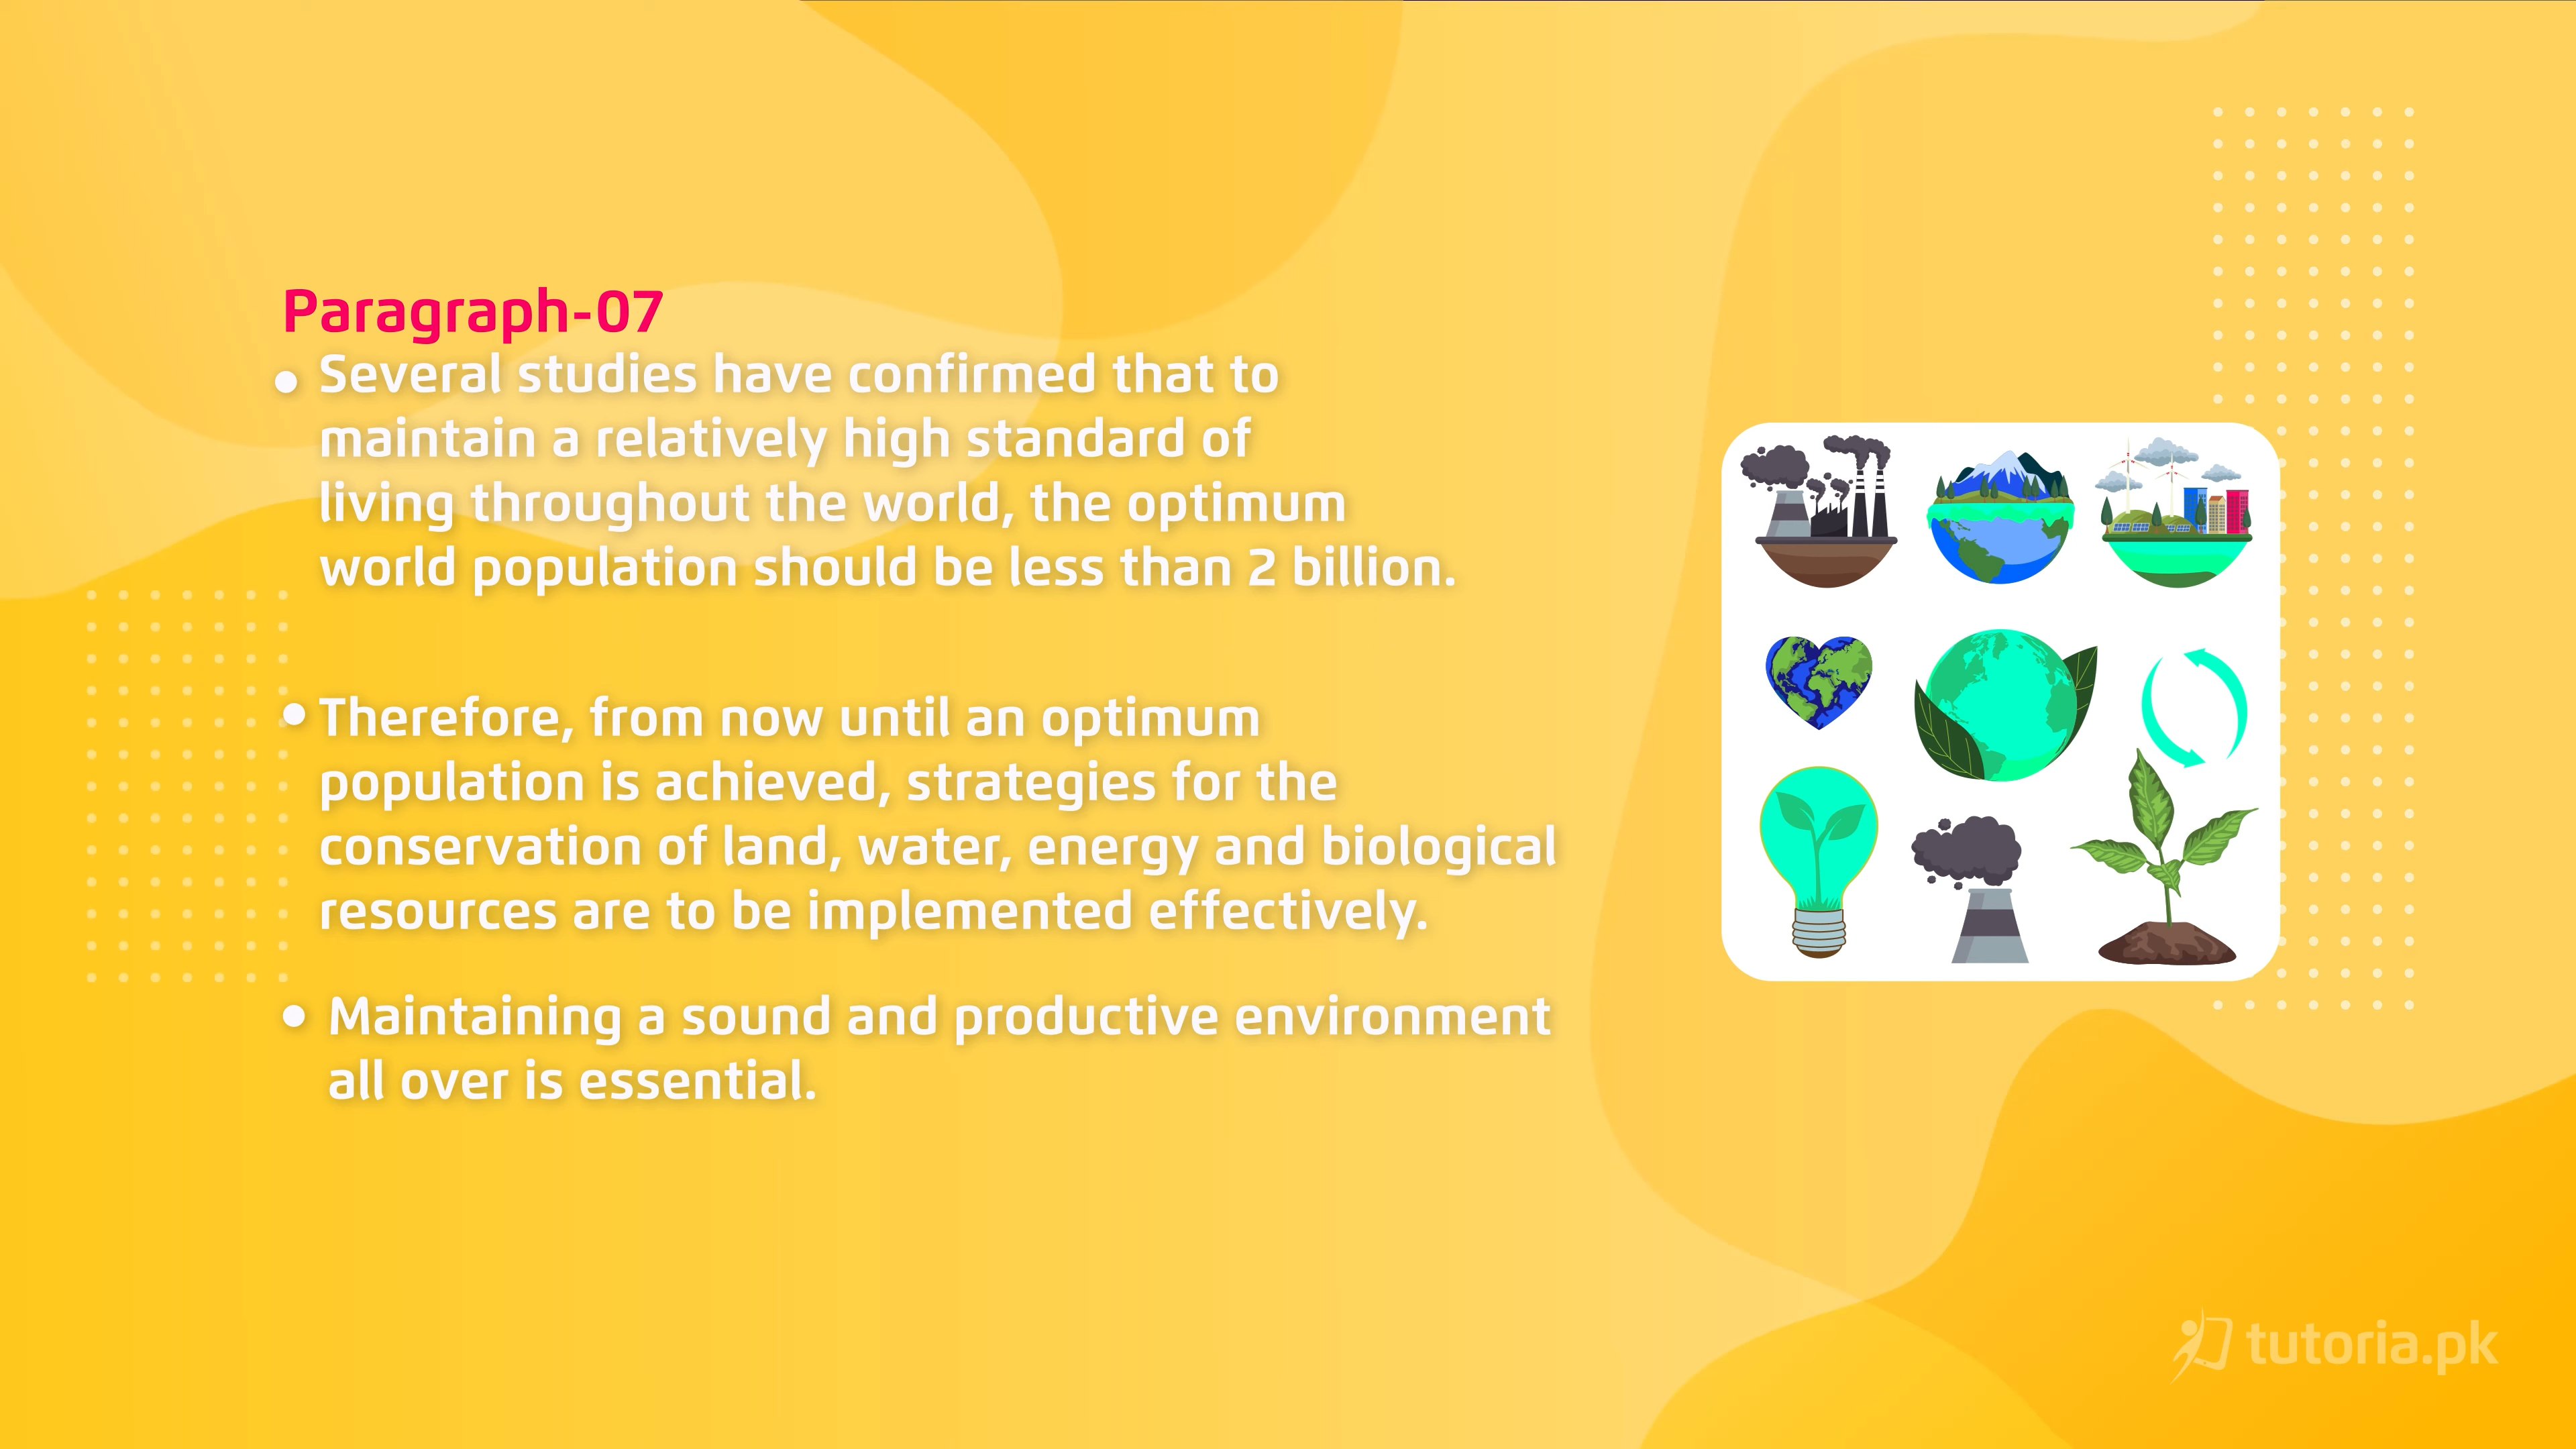 Paragraph-07
• Several studies have confirmed that to
maintain a relatively high standard of
living throughout the world, the optimum
world population should be less than 2 billion.
• Therefore, from now until an optimum
population is achieved, strategies for the
conservation of land, water, energy and biological
resources are to be implemented effectively.
• Maintaining a sound and productive environment
all over is essential.
tutoria.pk